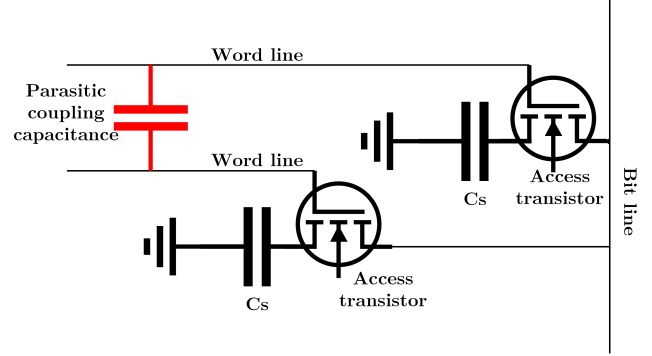 Word line
Parasitic
coupling
capacitance
Word line
Access
transistor
Cs
Bit line
Access
transistor
Cs